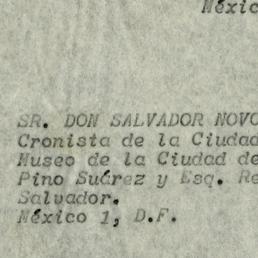 Méxic
SR. DON SALVADOR NOVO
Cronista de la Ciudad
Museo de la Ciudad de
Pino Suárez y Esq. Re
Salvador.
México 1, D.F.